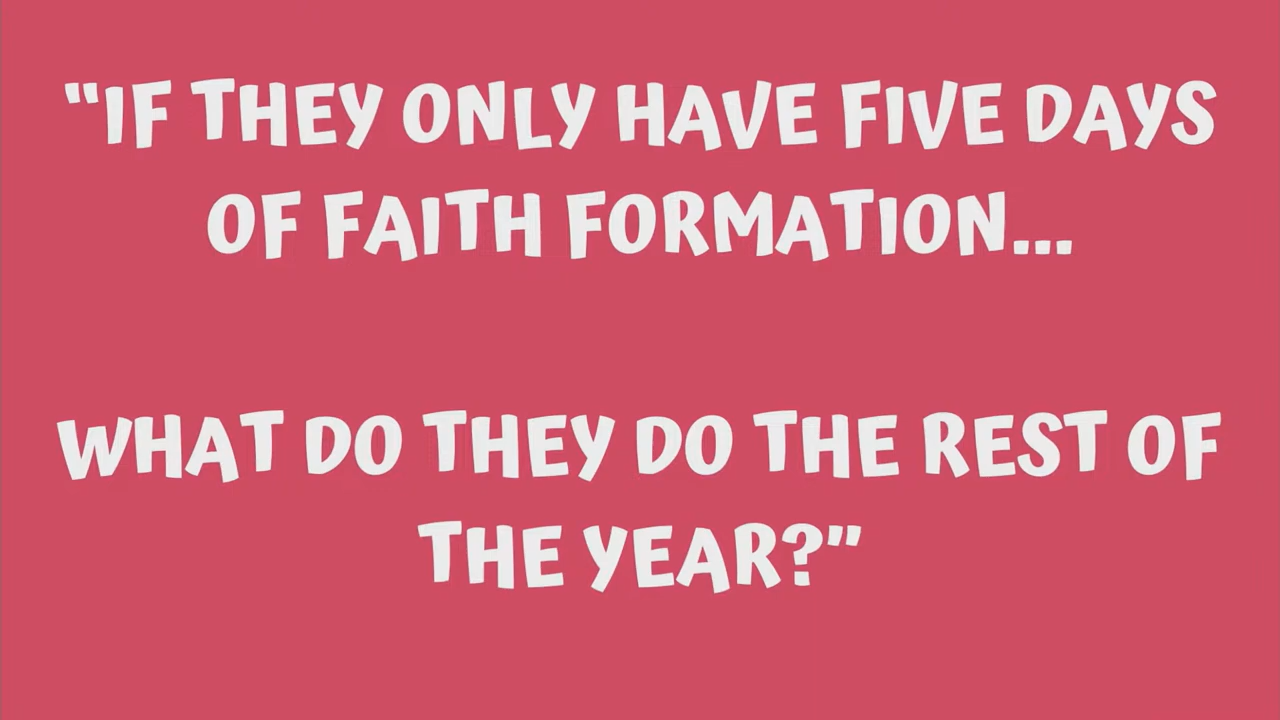 "IF THEY ONLY HAVE FIVE DAYS
OF FAITH FORMATION...
WHAT DO THEY DO THE REST OF
THE YEAR?"